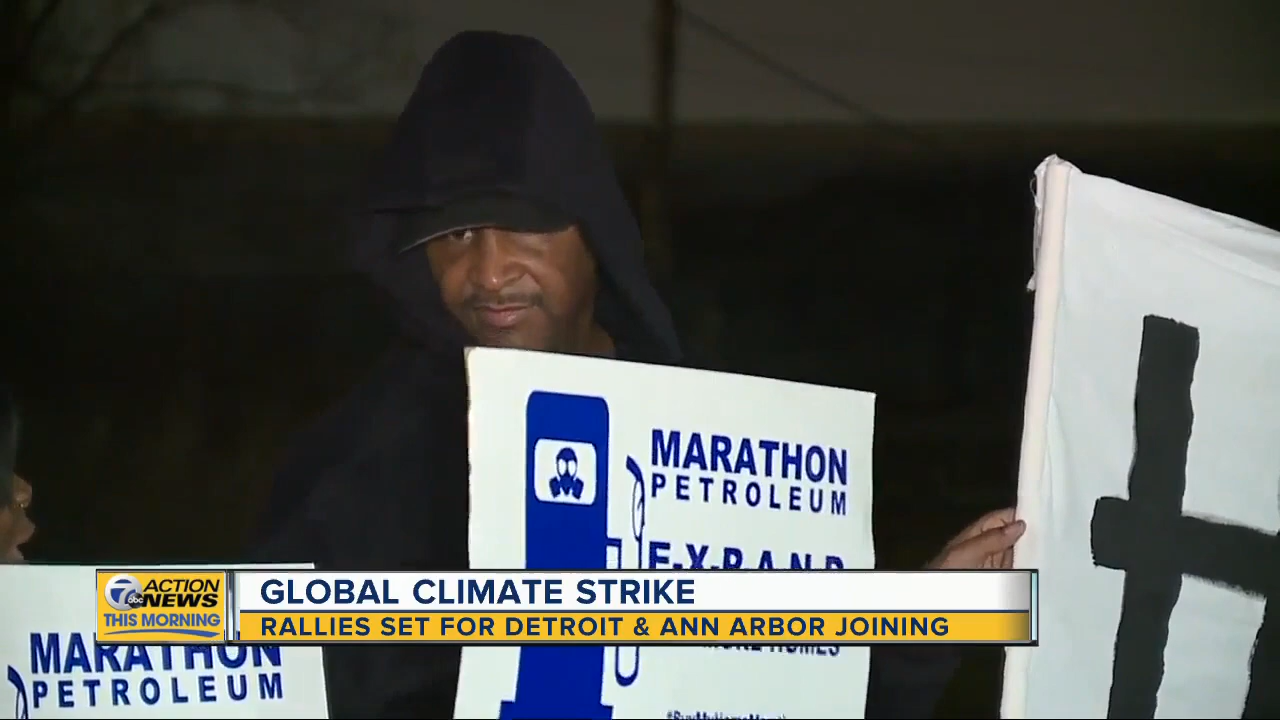 MARATHON
PETROLEUM
E-X-P-A-N-D
HOMES
H
MARATHON
PETROLEUM
7 abc ACTION
NEWS
THIS MORNING
GLOBAL CLIMATE STRIKE
RALLIES SET FOR DETROIT & ANN ARBOR JOINING